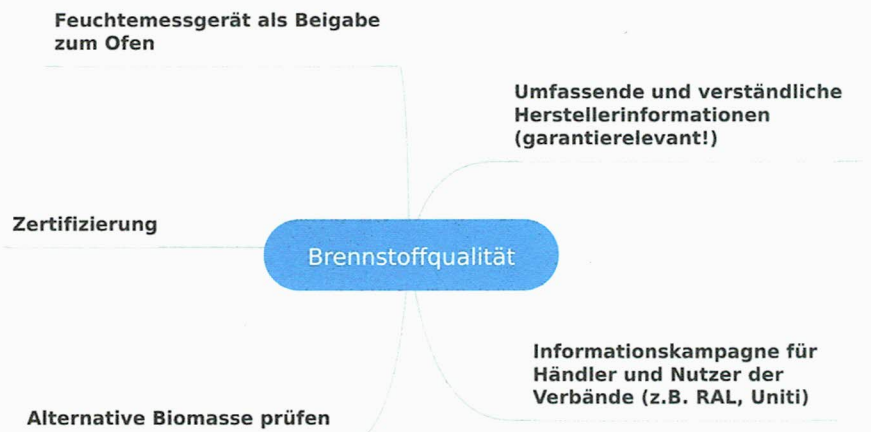 Feuchtemessgerät als Beigabe
zum Ofen
Umfassende und verständliche
Herstellerinformationen
(garantierelevant!)
Zertifizierung
Brennstoffqualität
Informationskampagne für
Händler und Nutzer der
Verbände (z.B. RAL, Uniti)
Alternative Biomasse prüfen